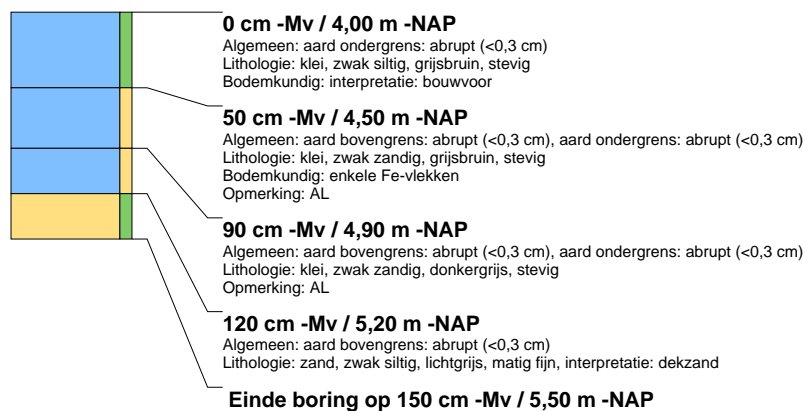 0 cm -Mv / 4,00 m -NAP
Algemeen: aard ondergrens: abrupt (<0,3 cm)
Lithologie: klei, zwak siltig, grijsbruin, stevig
Bodemkundig: interpretatie: bouwvoor
50 cm -Mv / 4,50 m -NAP
Algemeen: aard bovengrens: abrupt (<0,3 cm), aard ondergrens: abrupt (<0,3 cm)
Lithologie: klei, zwak zandig, grijsbruin, stevig
Bodemkundig: enkele Fe-vlekken
Opmerking: AL
90 cm -Mv / 4,90 m -NAP
Algemeen: aard bovengrens: abrupt (<0,3 cm), aard ondergrens: abrupt (<0,3 cm)
Lithologie: klei, zwak zandig, donkergrijs, stevig
Opmerking: AL
120 cm -Mv / 5,20 m -NAP
Algemeen: aard bovengrens: abrupt (<0,3 cm)
Lithologie: zand, zwak siltig, lichtgrijs, matig fijn, interpretatie: dekzand
Einde boring op 150 cm -Mv / 5,50 m -NAP